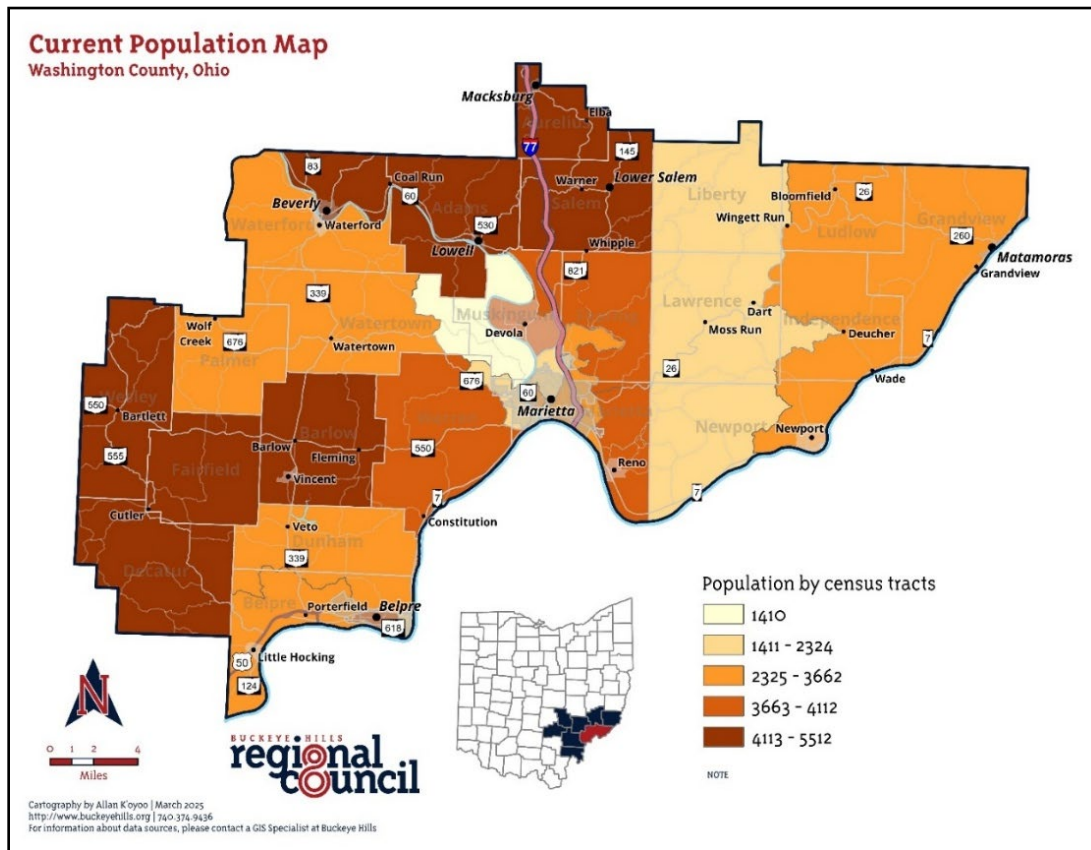 Current Population Map
Washington County, Ohio
Macksburg
Elba
Aurelius
77
145
83
Coal Run
60
Warner
Lower Salem
Salem
Liberty
Bloomfield
26
Beverly
Adams
Waterford
Waterford
530
Wingett Run
Ludlow
Grandview
260
Lowell
Whipple
Matamoras
Grandview
821
339
Lawrence
Muskingum
Dart
Wolf Creek
Watertown
Devola
Moss Run
Independence
Deucher
676
Palmer
Watertown
7
676
26
Wade
60
Marietta
Wesley
550
Bartlett
Warren
Newport
Newport
Barlow
Barlow
550
555
Fleming
Reno
Fairfield
Vincent
7
7
Cutler
Constitution
Veto
Dunham
339
Decatur
Belpre
Porterfield
Belpre
618
Little Hocking
50
124
Population by census tracts
1410
1411 - 2324
2325 - 3662
3663 - 4112
4113 - 5512
NOTE
N
0 1 2 4
Miles
BUCKEYE HILLS
regional
council
Cartography by Allan K'oyoo | March 2025
http://www.buckeyehills.org | 740.374.9436
For information about data sources, please contact a GIS Specialist at Buckeye Hills